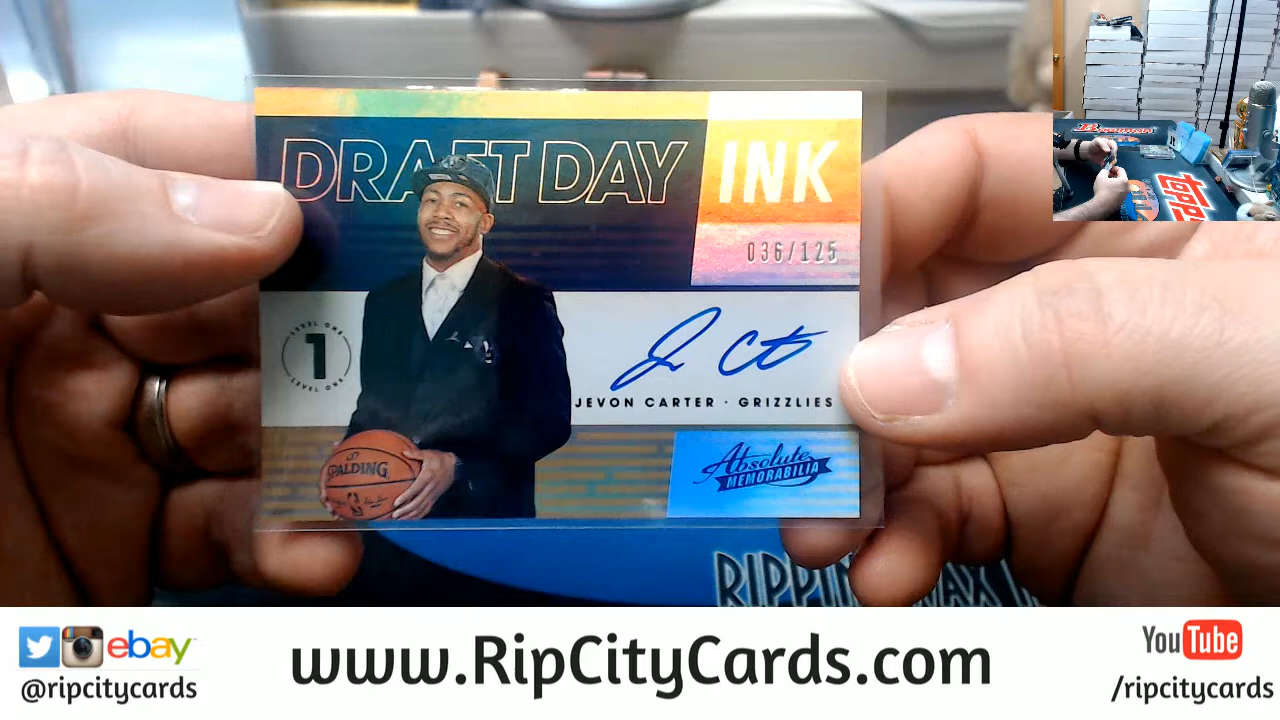 DRAFT DAY INK
036/125
LEVEL ONE
1
LEVEL ONE
JEVON CARTER · GRIZZLIES
SPALDING
Absolute
MEMORABILIA
RIPPIN
ebay
@ripcitycards
www.RipCityCards.com
YouTube
/ripcitycards